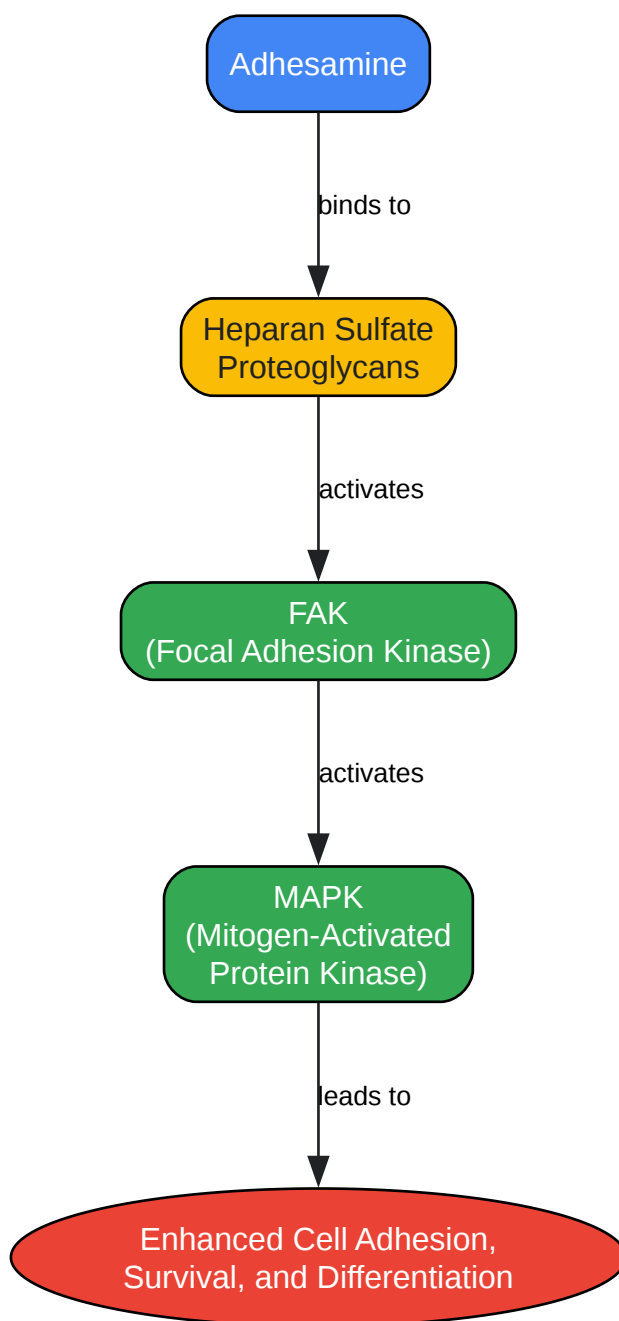 Adhesamine
binds to
Heparan Sulfate
Proteoglycans
activates
FAK
(Focal Adhesion Kinase)
activates
MAPK
(Mitogen-Activated
Protein Kinase)
leads to
Enhanced Cell Adhesion,
Survival, and Differentiation